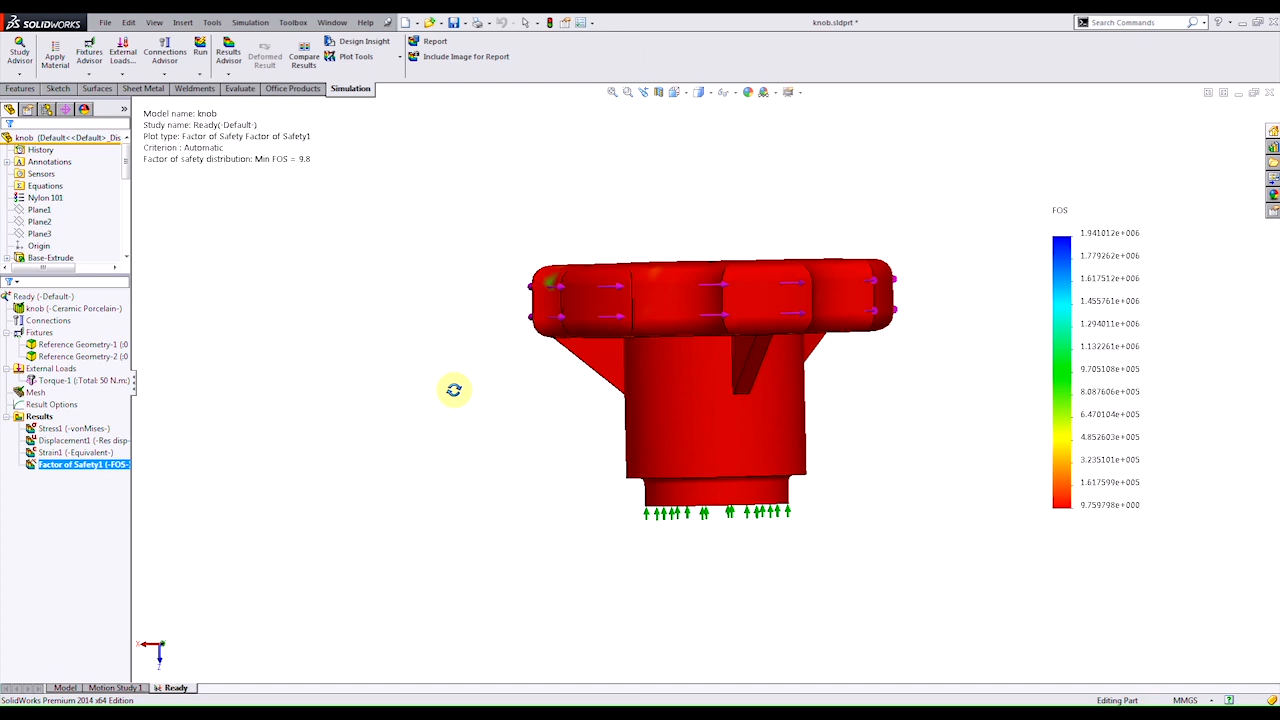 SOLIDWORKS File Edit View Insert Tools Simulation Toolbox Window Help knob.sldprt * Search Commands
Study Advisor
Apply Material
Fixtures Advisor
External Loads...
Connections Advisor
Run
Results Advisor
Deformed Result
Compare Results
Design Insight
Plot Tools
Report
Include Image for Report
Features Sketch Surfaces Sheet Metal Weldments Evaluate Office Products Simulation
knob (Default<<Default>_Dis
History
Annotations
Sensors
Equations
Nylon 101
Plane1
Plane2
Plane3
Origin
Base-Extrude
Ready (-Default-)
knob (-Ceramic Porcelain-)
Connections
Fixtures
Reference Geometry-1 (:0
Reference Geometry-2 (:0
External Loads
Torque-1 (:Total: 50 N.m:)
Mesh
Result Options
Results
Stress1 (-vonMises-)
Displacement1 (-Res disp-
Strain1 (-Equivalent-)
Factor of Safety1 (-FOS-
Model name: knob
Study name: Ready(-Default-)
Plot type: Factor of Safety Factor of Safety1
Criterion : Automatic
Factor of safety distribution: Min FOS = 9.8
FOS
1.941012e+006
1.779262e+006
1.617512e+006
1.455761e+006
1.294011e+006
1.132261e+006
9.705108e+005
8.087606e+005
6.470104e+005
4.852603e+005
3.235101e+005
1.617599e+005
9.759798e+000
X
Z
Model Motion Study 1 Ready
SolidWorks Premium 2014 x64 Edition Editing Part MMGS